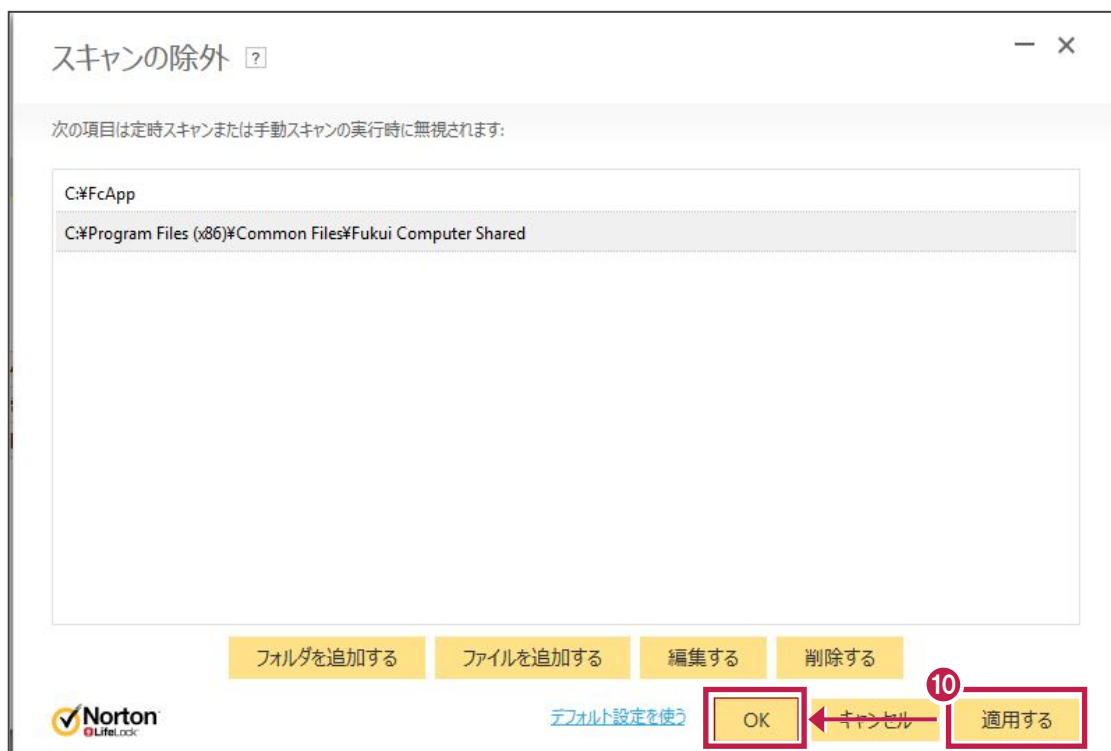 スキャンの除外 ?
次の項目は定時スキャンまたは手動スキャンの実行時に無視されます:
C:¥FcApp
C:¥Program Files (x86)¥Common Files¥Fukui Computer Shared
フォルダを追加する ファイルを追加する 編集する 削除する
⑩
Norton
LifeLock
デフォルト設定を使う OK キャンセル 適用する